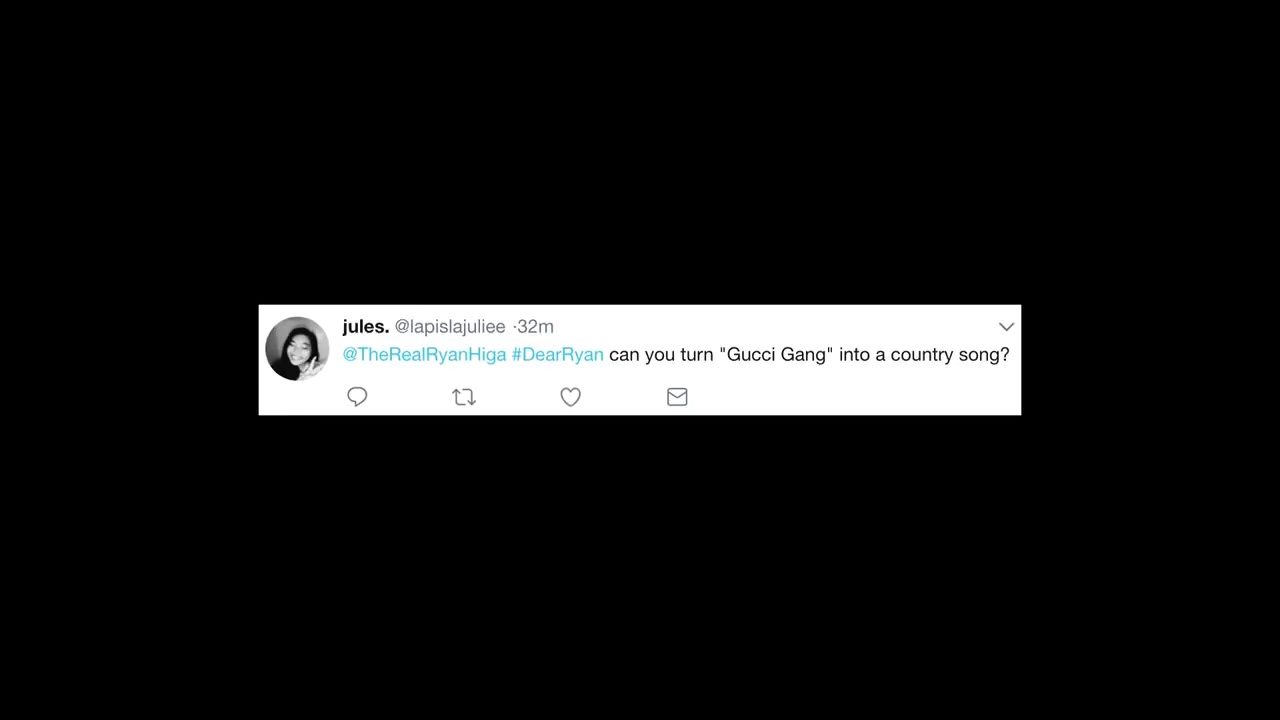 jules. @lapislajuliee ·32m
@TheRealRyanHiga #DearRyan can you turn "Gucci Gang" into a country song?